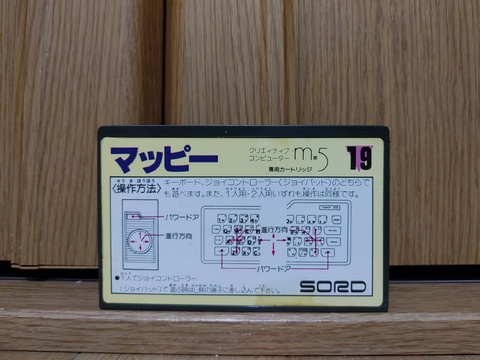 マッピー
クリエイティブ・
コンピューター m5
専用カートリッジ
19
〈操作方法〉
キーボード、ジョイコントローラー(ジョイパッド)のどちらで
も遊べます。また、1人用・2人用いずれも操作は同様です。
パワードア
進行方向
進行方向
パワードア
●1人でジョイコントローラー
(ジョイパッド)で遊ぶ時は
SORD